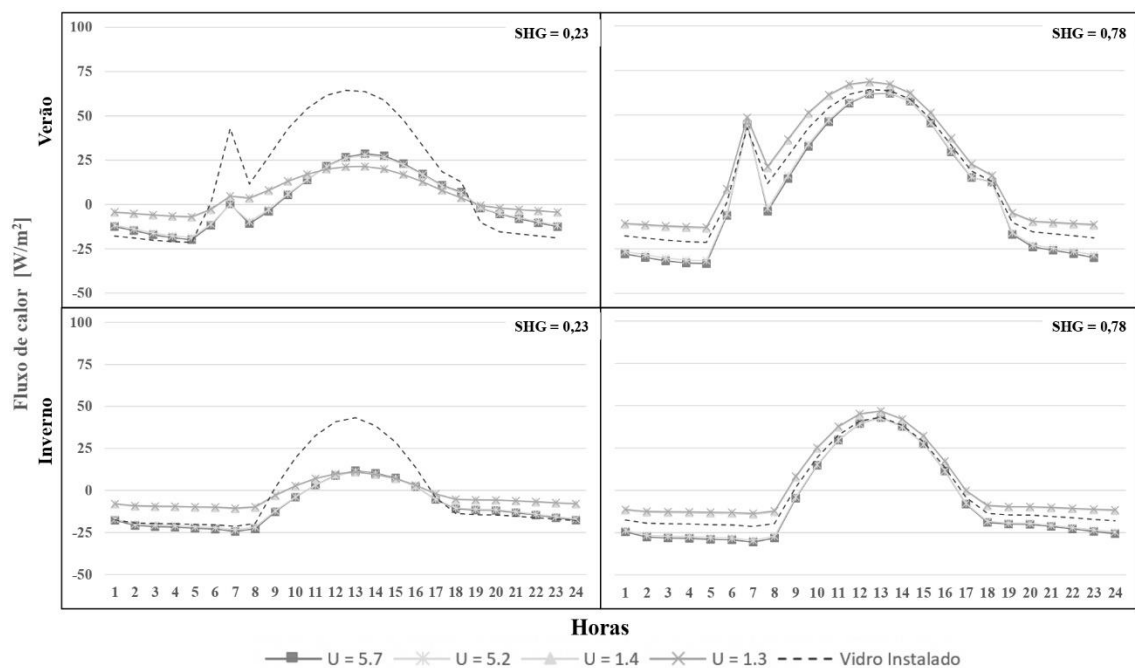 100
75
50
25
0
-25
-50
SHG = 0,23
SHG = 0,78
Verão
Fluxo de calor [W/m²]
100
75
50
25
0
-25
-50
SHG = 0,23
SHG = 0,78
Inverno
1 2 3 4 5 6 7 8 9 10 11 12 13 14 15 16 17 18 19 20 21 22 23 24
1 2 3 4 5 6 7 8 9 10 11 12 13 14 15 16 17 18 19 20 21 22 23 24
Horas
U = 5.7 U = 5.2 U = 1.4 U = 1.3 Vidro Instalado